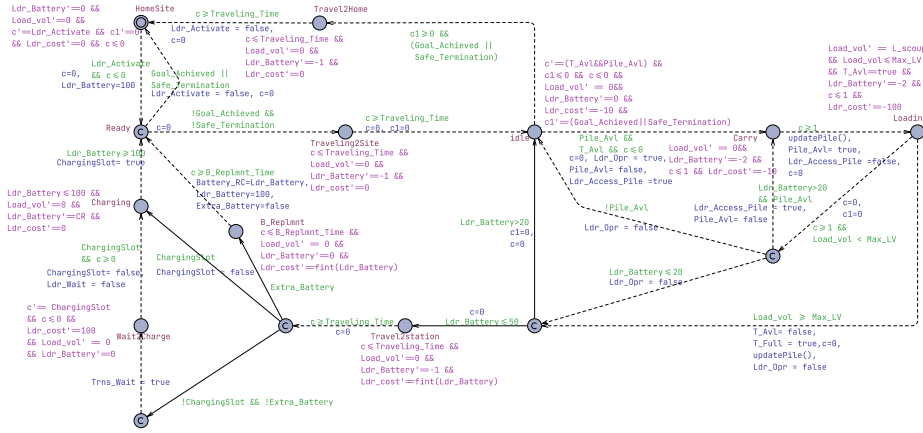 HomeSite
Ldr_Battery'==0 &&
Load_vol'==0 &&
c'==Ldr_Activate && c1'==0
&& Ldr_cost'==0 && c≤0
c≥Traveling_Time
Ldr_Activate = false,
c=0
Travel2Home
c≤Traveling_Time &&
Load_vol'==0 &&
Ldr_Battery'==-1 &&
Ldr_cost'==0
c1≥0 &&
(Goal_Achieved ||
Safe_Termination)
Ldr_Activate
&& c≤0
c=0,
Ldr_Battery=100
Goal_Achieved ||
Safe_Termination
Ldr_Activate = false, c=0
c'==(T_Avl&&Pile_Avl) &&
c1≤0 && c≤0 &&
Load_vol' == 0&&
Ldr_Battery'==0 &&
Ldr_cost'==-10 &&
c1'==(Goal_Achieved||Safe_Termination)
Load_vol' == L_scoup
&& Load_vol≤Max_LV
&& T_Avl==true &&
Ldr_Battery'==-2 &&
c≤1 &&
Ldr_cost'==-100
Loading
Ready
c=0
!Goal_Achieved &&
!Safe_Termination
Traveling2Site
c≥Traveling_Time
c=0, c1=0
c≤Traveling_Time &&
Load_vol'==0 &&
Ldr_Battery'==-1 &&
Ldr_cost'==0
idle
Pile_Avl &&
T_Avl && c≤0
c=0, Ldr_Opr = true,
Pile_Avl= false,
Ldr_Access_Pile =true
Carry
Load_vol' == 0&&
Ldr_Battery'==-2 &&
c≤1 && Ldr_cost'==-10
c≥1
updatePile(),
Pile_Avl= true,
Ldr_Access_Pile =false,
c=0
Ldr_Battery≥100
ChargingSlot= true
Ldr_Battery≤100 &&
Load_vol'==0 &&
Ldr_Battery'==CR &&
Ldr_cost'==0
Charging
c≥B_Replmnt_Time
Battery_RC=Ldr_Battery,
Ldr_Battery=100,
Extra_Battery=false
B_Replmnt
c≤B_Replmnt_Time &&
Load_vol' == 0 &&
Ldr_Battery'==0 &&
Ldr_cost'==fint(Ldr_Battery)
Ldr_Battery>20
c1=0,
c=0
!Pile_Avl
Ldr_Opr = false
Ldr_Battery>20
&& Pile_Avl
Ldr_Access_Pile = true,
Pile_Avl= false
c=0,
c1=0
c≥1 &&
Load_vol < Max_LV
ChargingSlot
&& c≥0
ChargingSlot= false,
Ldr_Wait = false
ChargingSlot
ChargingSlot = false
Extra_Battery
Ldr_Battery≤20
Ldr_Opr = false
c'== ChargingSlot
&& c≤0 &&
Ldr_cost'==100
&& Load_vol' == 0
&& Ldr_Battery'==0
Wait2Charge
c≥Traveling_Time
c=0
Travel2station
c=0
Ldr_Battery≤50
c≤Traveling_Time &&
Load_vol'==0 &&
Ldr_Battery'==-1 &&
Ldr_cost'==fint(Ldr_Battery)
Load_vol ≥ Max_LV
T_Avl= false,
T_Full = true,c=0,
updatePile(),
Ldr_Opr = false
Trns_Wait = true
!ChargingSlot && !Extra_Battery
C
C
C
C
C